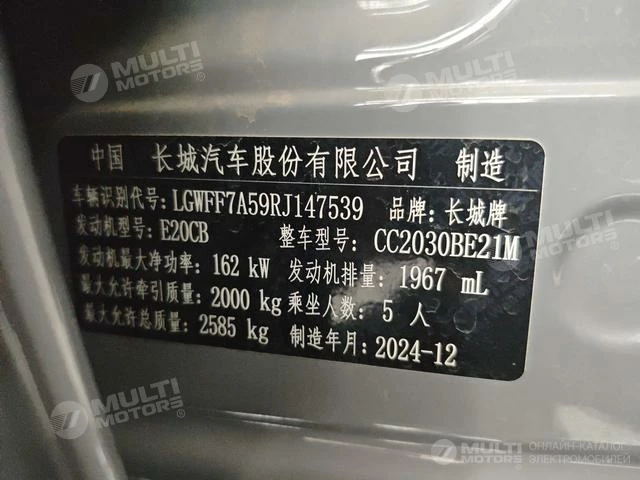 MULTI MOTORS®
MULTI MOTORS®
中国 长城汽车股份有限公司 制造
车辆识别代号: LGWFF7A59RJ147539 品牌: 长城牌
发动机型号: E20CB 整车型号: CC2030BE21M
发动机最大净功率: 162 kW 发动机排量: 1967 mL
最大允许牵引质量: 2000 kg 乘坐人数: 5 人
最大允许总质量: 2585 kg 制造年月: 2024-12
MULTI MOTORS®
MULTI MOTORS ОНЛАЙН-КАТАЛОГ ЭЛЕКТРОМОБИЛЕЙ